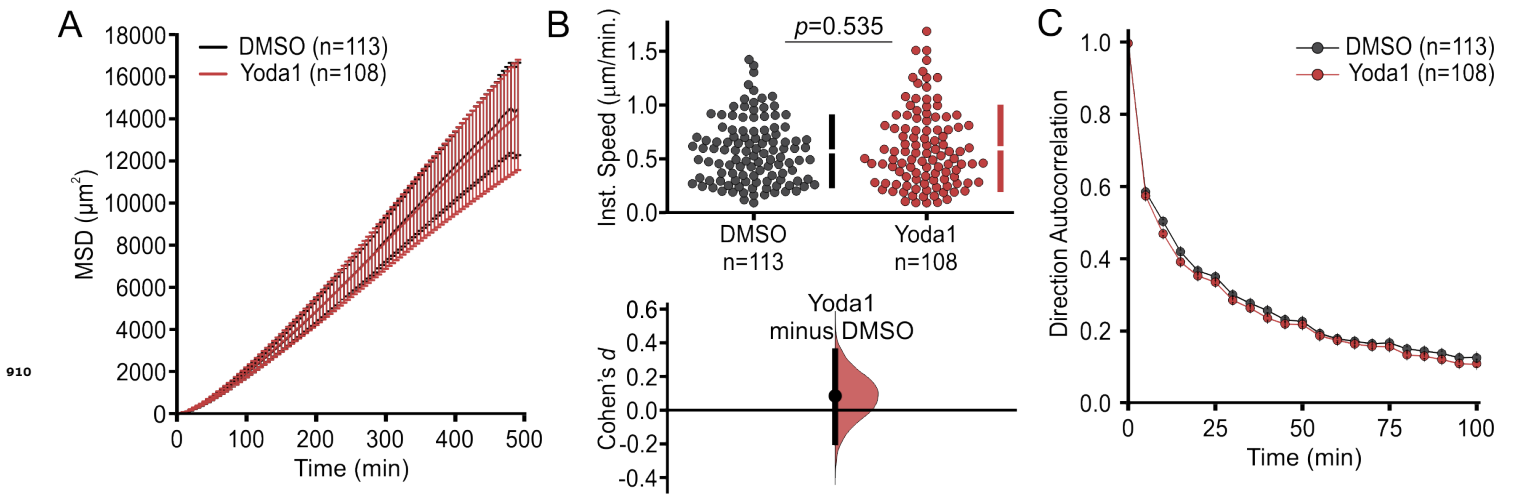 A
18000
16000
14000
12000
10000
8000
6000
4000
2000
0
MSD (µm²)
DMSO (n=113)
Yoda1 (n=108)
0 100 200 300 400 500
Time (min)
910
B
p=0.535
1.5
1.0
0.5
0.0
Inst. Speed (µm/min.)
DMSO
n=113
Yoda1
n=108
Yoda1
minus DMSO
0.6
0.4
0.2
0.0
-0.2
-0.4
Cohen's d
C
1.0
0.8
0.6
0.4
0.2
0.0
Direction Autocorrelation
DMSO (n=113)
Yoda1 (n=108)
0 25 50 75 100
Time (min)